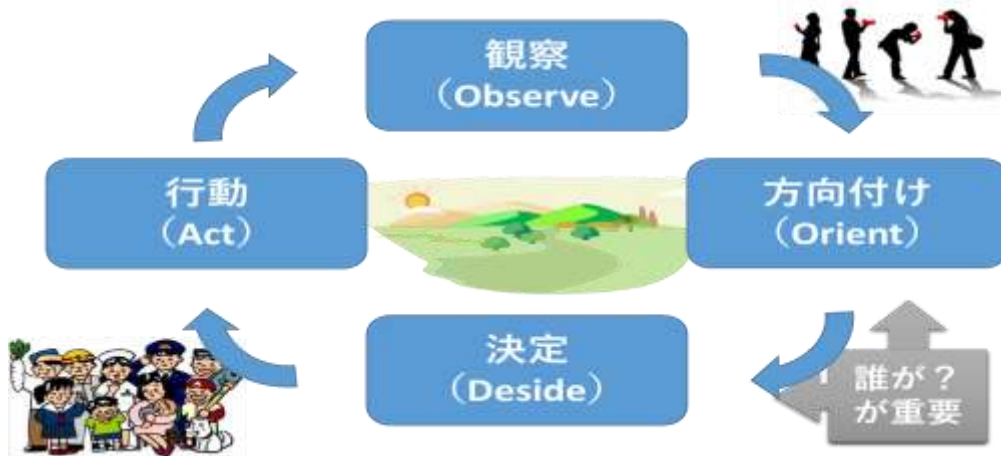 観察
（Observe）
行動
（Act）
方向付け
（Orient）
決定
（Deside）
誰が？
が重要